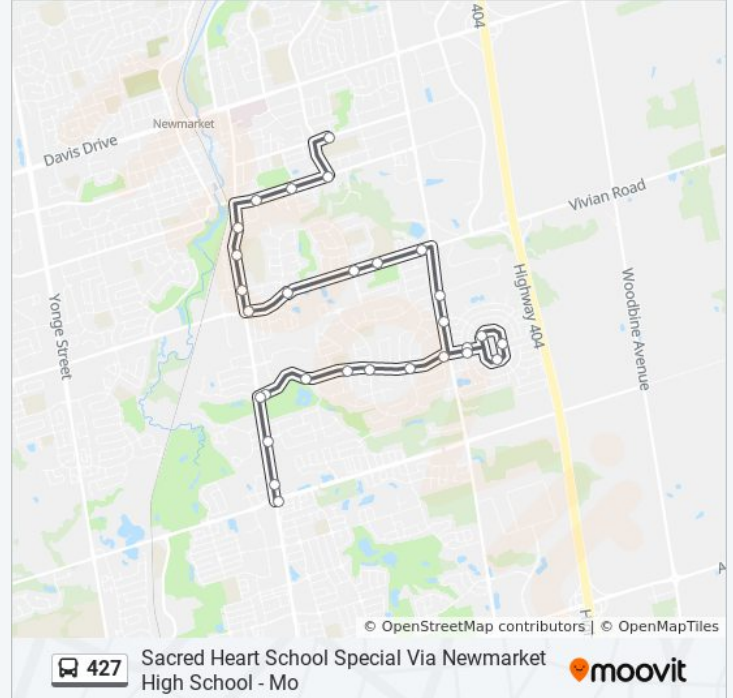 404
Newmarket
Davis Drive
Vivian Road
Yonge Street
Highway 404
Woodbine Avenue
A
H
© OpenStreetMap contributors | © OpenMapTiles
427
Sacred Heart School Special Via Newmarket
High School - Mo
moovit